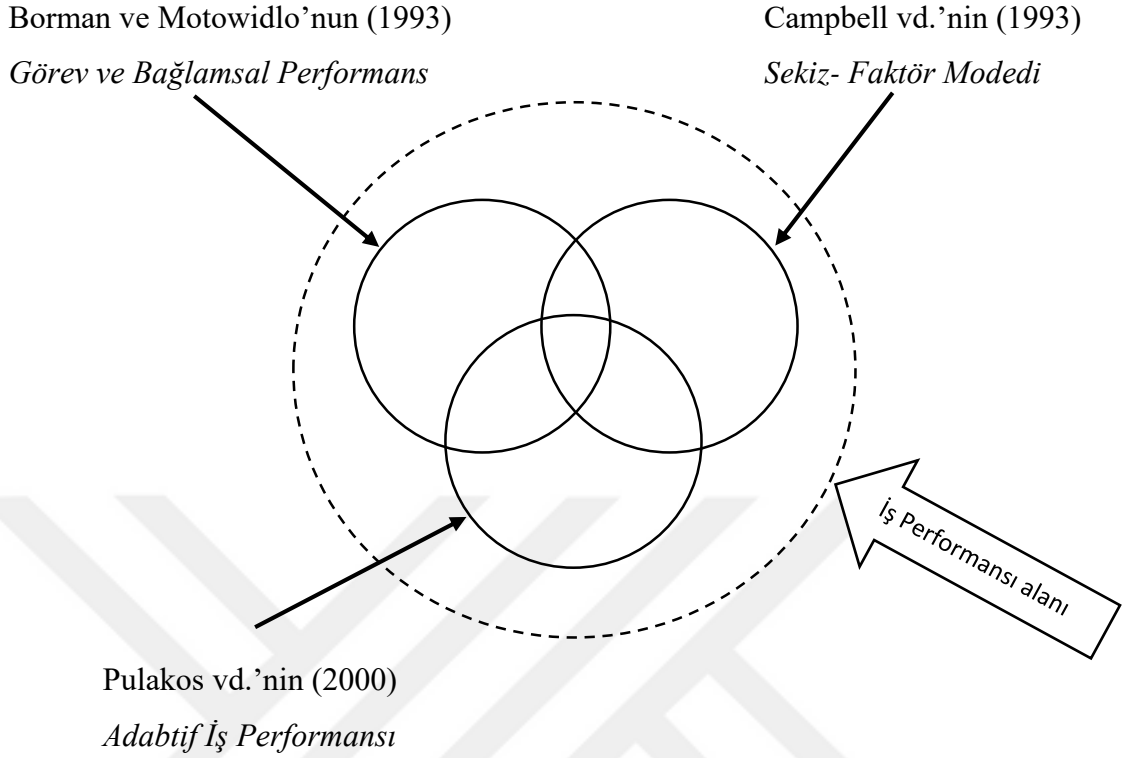 Borman ve Motowidlo’nun (1993)
Görev ve Bağlamsal Performans
Campbell vd.’nin (1993)
Sekiz- Faktör Modedi
İş Performansı alanı
Pulakos vd.’nin (2000)
Adabtif İş Performansı